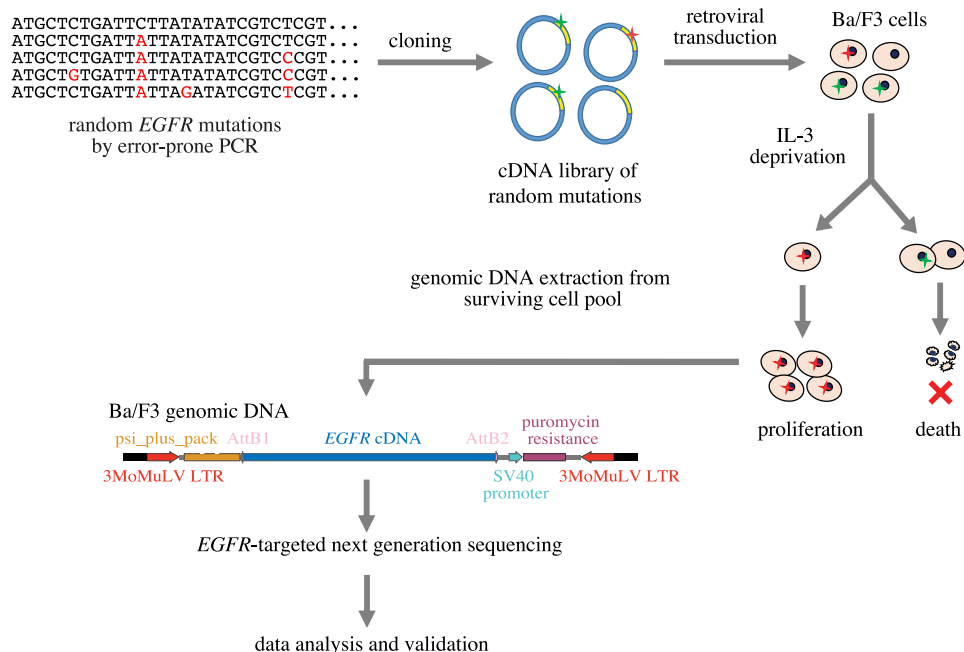 ATGCTCTGATTCTTATATATCGTCTCGT...
ATGCTCTGATTATTATATATCGTCTCGT...
ATGCTCTGATTATTATATATCGTCCCGT...
ATGCTGTGATTATTATATATCGTCCCGT...
ATGCTCTGATTATTAGATATCGTCTCGT...
random EGFR mutations
by error-prone PCR
cloning
cDNA library of
random mutations
retroviral
transduction
Ba/F3 cells
IL-3
deprivation
genomic DNA extraction from
surviving cell pool
proliferation
death
Ba/F3 genomic DNA
psi_plus_pack
AttB1
EGFR cDNA
AttB2
puromycin
resistance
3MoMuLV LTR
SV40
promoter
3MoMuLV LTR
EGFR-targeted next generation sequencing
data analysis and validation